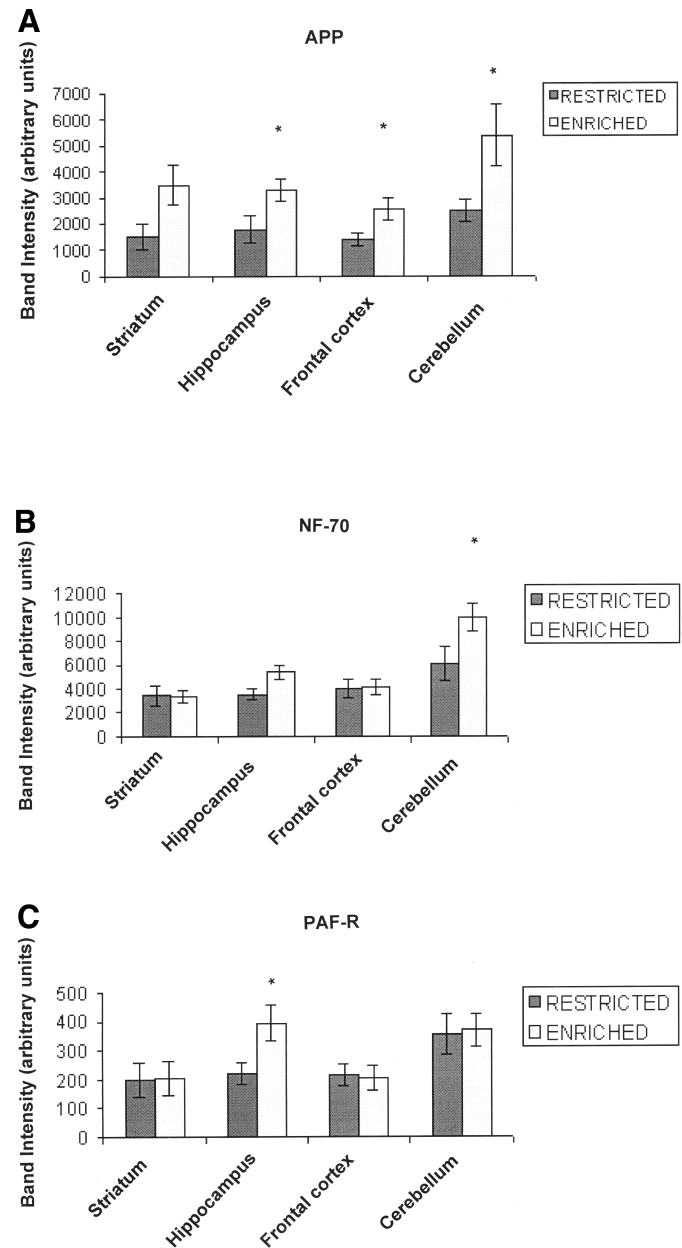 A
APP
Band Intensity (arbitrary units)
7000
6000
5000
4000
3000
2000
1000
0
*
*
*
RESTRICTED
ENRICHED
Striatum
Hippocampus
Frontal cortex
Cerebellum
B
NF-70
Band Intensity (arbitrary units)
12000
10000
8000
6000
4000
2000
0
*
RESTRICTED
ENRICHED
Striatum
Hippocampus
Frontal cortex
Cerebellum
C
PAF-R
Band Intensity (arbitrary units)
500
400
300
200
100
0
*
RESTRICTED
ENRICHED
Striatum
Hippocampus
Frontal cortex
Cerebellum